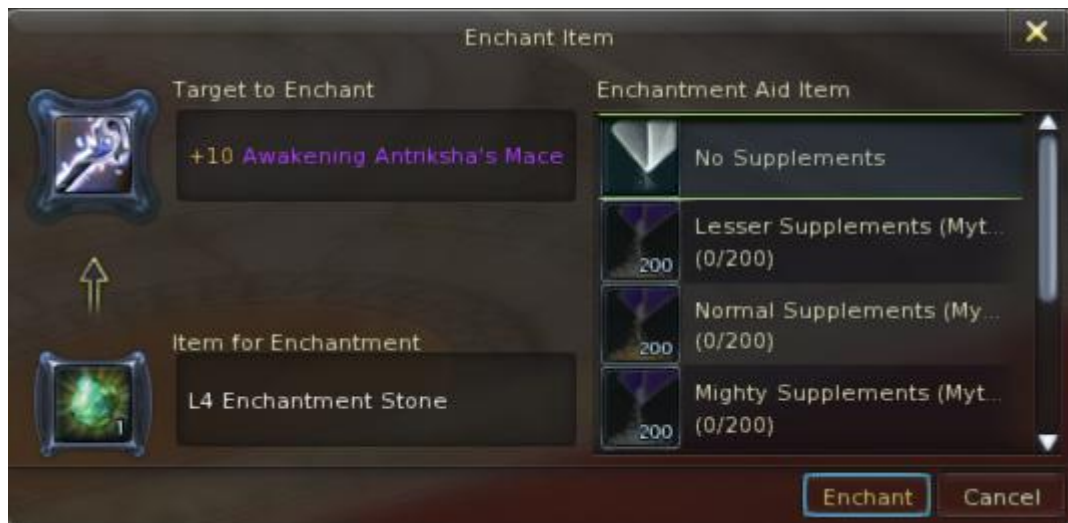 Enchant Item
Target to Enchant
+10 Awakening Antriksha's Mace
Item for Enchantment
L4 Enchantment Stone
1
Enchantment Aid Item
No Supplements
Lesser Supplements (Myt...
(0/200)
200
Normal Supplements (My...
(0/200)
200
Mighty Supplements (Myt...
(0/200)
200
Enchant
Cancel